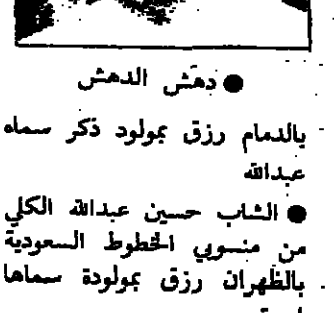 ● دهش الدهش
بالدمام رزق بمولود ذكر سماه
عبدالله
● الشاب حسين عبدالله الكلي
من منسوبي الخطوط السعودية
بالظهران رزق بمولودة سماها